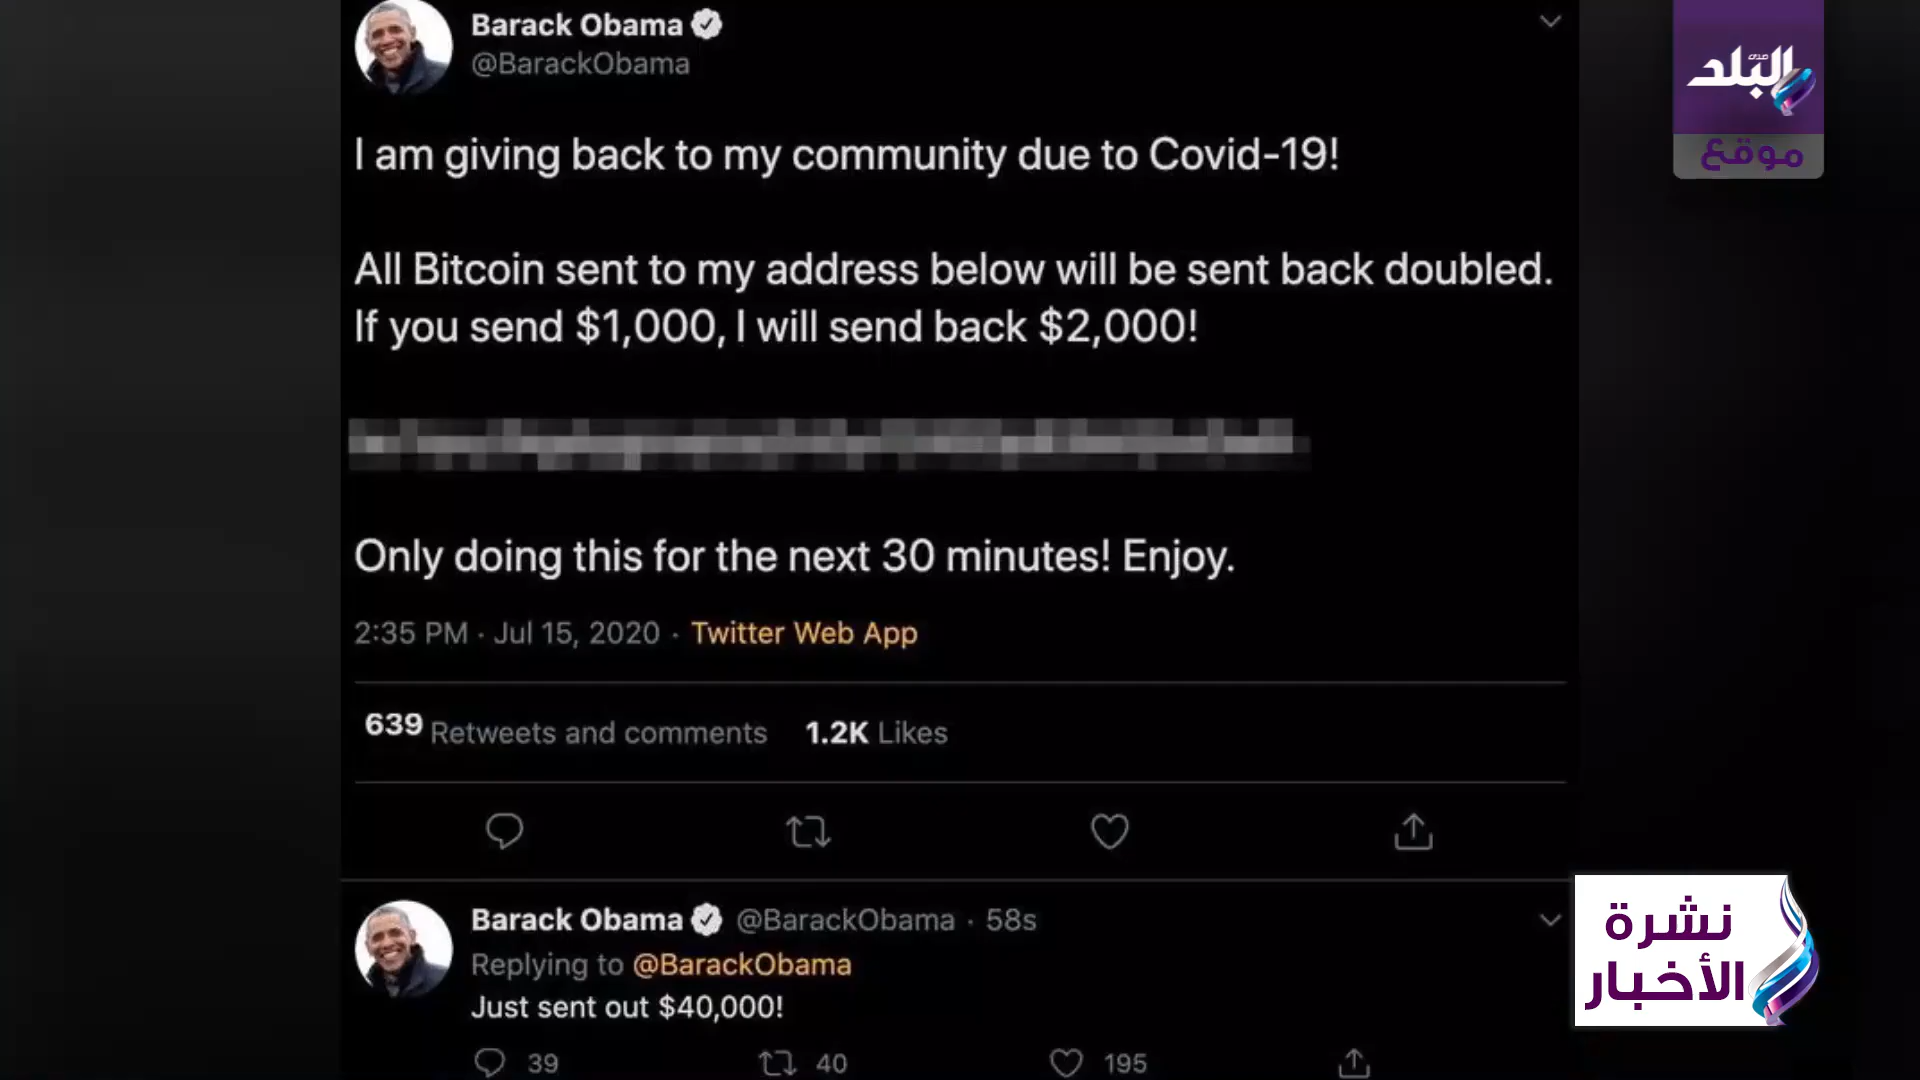 Barack Obama
@BarackObama
صدى
البلد
موقع
I am giving back to my community due to Covid-19!
All Bitcoin sent to my address below will be sent back doubled.
If you send $1,000, I will send back $2,000!
Only doing this for the next 30 minutes! Enjoy.
2:35 PM · Jul 15, 2020 · Twitter Web App
639 Retweets and comments 1.2K Likes
Barack Obama @BarackObama · 58s
Replying to @BarackObama
Just sent out $40,000!
39 40 195
نشرة
الأخبار